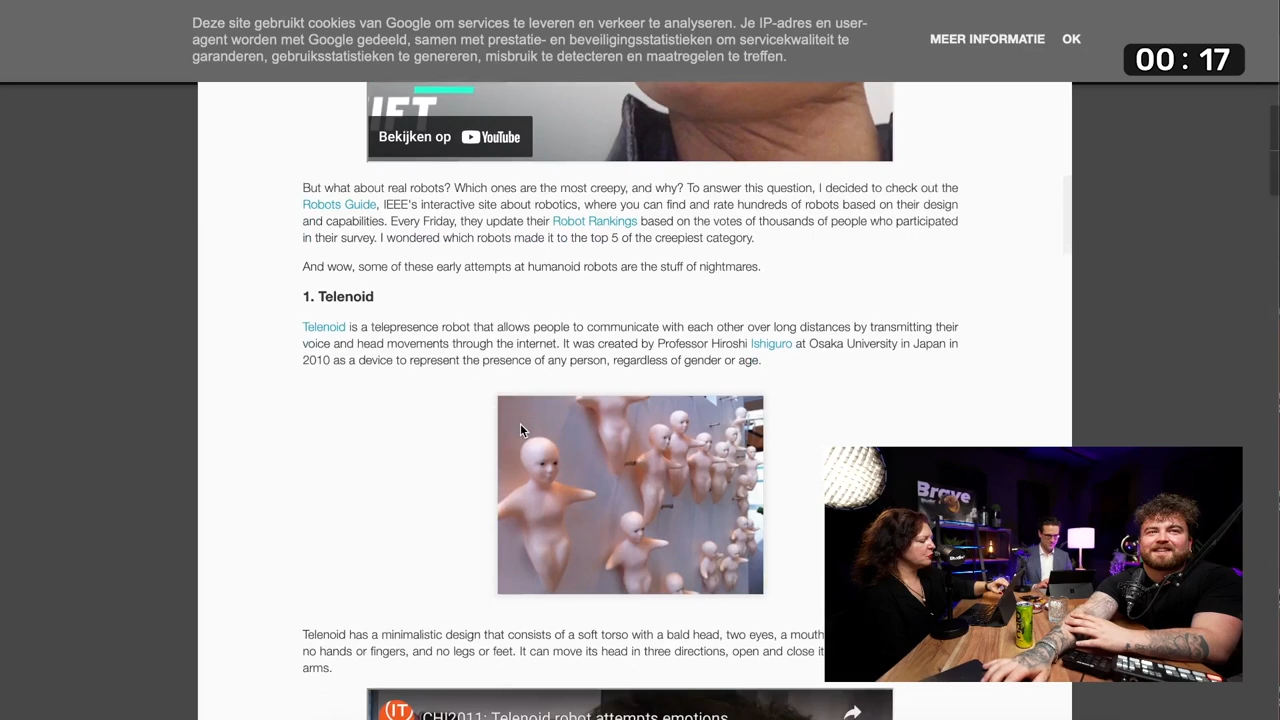 Deze site gebruikt cookies van Google om services te leveren en verkeer te analyseren. Je IP-adres en user-
agent worden met Google gedeeld, samen met prestatie- en beveiligingsstatistieken om servicekwaliteit te
garanderen, gebruiksstatistieken te genereren, misbruik te detecteren en maatregelen te treffen.
MEER INFORMATIE OK
00 : 17
Bekijken op YouTube
But what about real robots? Which ones are the most creepy, and why? To answer this question, I decided to check out the
Robots Guide, IEEE's interactive site about robotics, where you can find and rate hundreds of robots based on their design
and capabilities. Every Friday, they update their Robot Rankings based on the votes of thousands of people who participated
in their survey. I wondered which robots made it to the top 5 of the creepiest category.
And wow, some of these early attempts at humanoid robots are the stuff of nightmares.
1. Telenoid
Telenoid is a telepresence robot that allows people to communicate with each other over long distances by transmitting their
voice and head movements through the internet. It was created by Professor Hiroshi Ishiguro at Osaka University in Japan in
2010 as a device to represent the presence of any person, regardless of gender or age.
Brave
Telenoid has a minimalistic design that consists of a soft torso with a bald head, two eyes, a mouth
no hands or fingers, and no legs or feet. It can move its head in three directions, open and close it
arms.
IT CHI2011: Telenoid robot attempts emotions